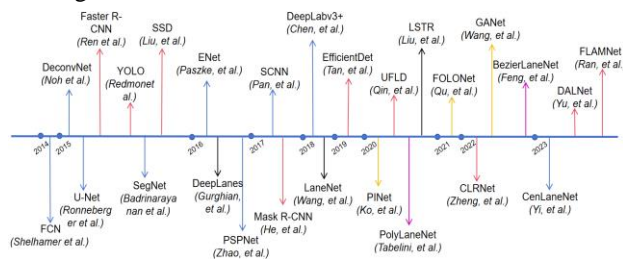 Faster R-
CNN
(Ren et al.)
DeconvNet
(Noh et al.)
YOLO
(Redmonet
al.)
SSD
(Liu, et al.)
ENet
(Paszke, et al.)
SCNN
(Pan, et al.)
DeepLabv3+
(Chen, et al.)
EfficientDet
(Tan, et al.)
UFLD
(Qin, et al.)
LSTR
(Liu, et al.)
FOLONet
(Qu, et al.)
GANet
(Wang, et al.)
BezierLaneNet
(Feng, et al.)
DALNet
(Yu, et al.)
FLAMNet
(Ran, et al.)
2014
2015
2016
2017
2018
2019
2020
2021
2022
2023
FCN
(Shelhamer et al.)
U-Net
(Ronneberg
er et al.)
SegNet
(Badrinaraya
nan et al.)
DeepLanes
(Gurghian,
et al.)
PSPNet
(Zhao, et al.)
Mask R-CNN
(He, et al.)
LaneNet
(Wang, et al.)
PINet
(Ko, et al.)
PolyLaneNet
(Tabelini, et al.)
CLRNet
(Zheng, et al.)
CenLaneNet
(Yi, et al.)